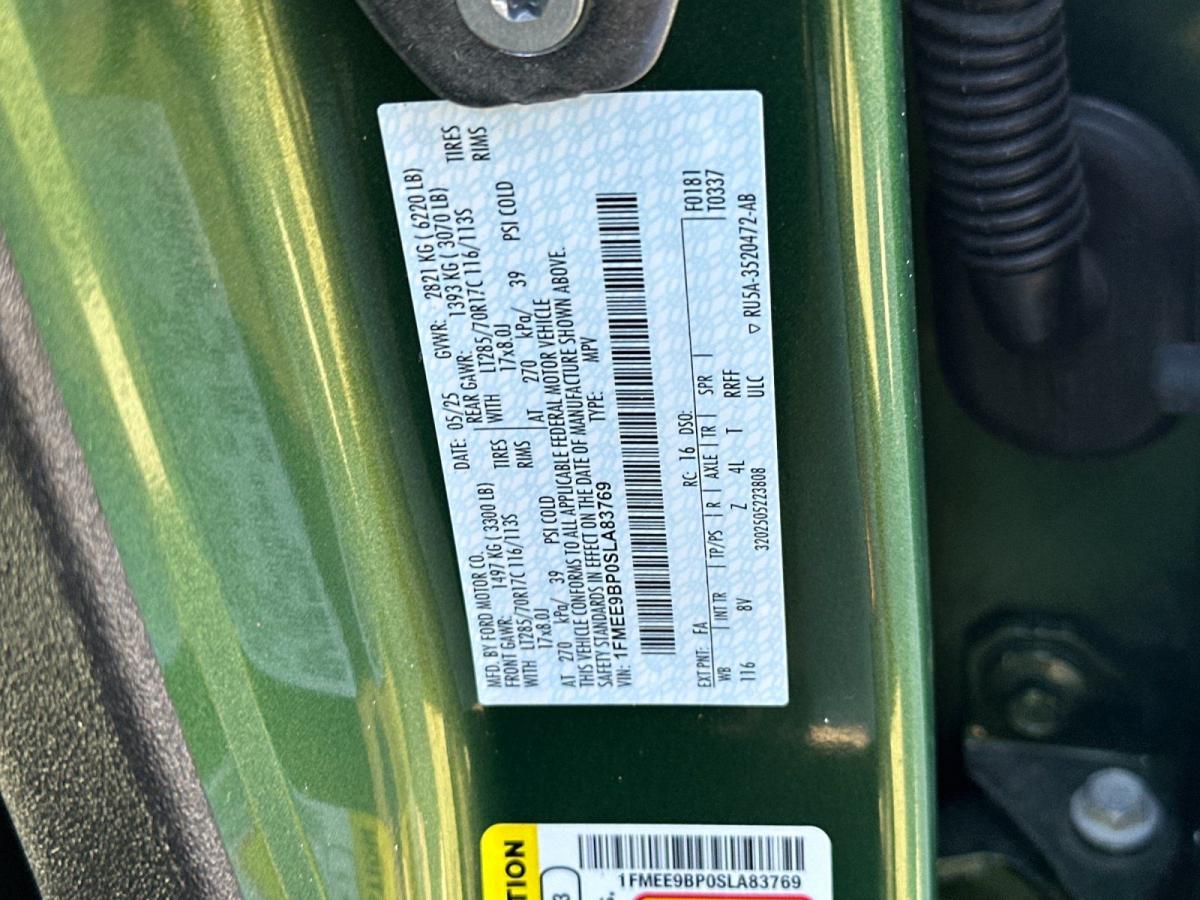 MFD. BY FORD MOTOR CO. DATE: 05/25 GVWR: 2821 KG ( 6220 LB)
FRONT GAWR: 1497 KG ( 3300 LB) REAR GAWR: 1393 KG ( 3070 LB)
WITH LT285/70R17C 116/113S TIRES WITH LT285/70R17C 116/113S TIRES
17x8.0J RIMS 17x8.0J RIMS
AT 270 kPa/ 39 PSI COLD AT 270 kPa/ 39 PSI COLD
THIS VEHICLE CONFORMS TO ALL APPLICABLE FEDERAL MOTOR VEHICLE
SAFETY STANDARDS IN EFFECT ON THE DATE OF MANUFACTURE SHOWN ABOVE.
VIN: 1FMEE9BP0SLA83769 TYPE: MPV
EXT PNT: FA RC: 16 DSO: F0181
WB INT TR TP/PS R AXLE TR SPR T0337
116 8V Z 4L T RRFF
3202505223808 ULC ▽ RU5A-3520472-AB
TION
1FMEE9BP0SLA83769